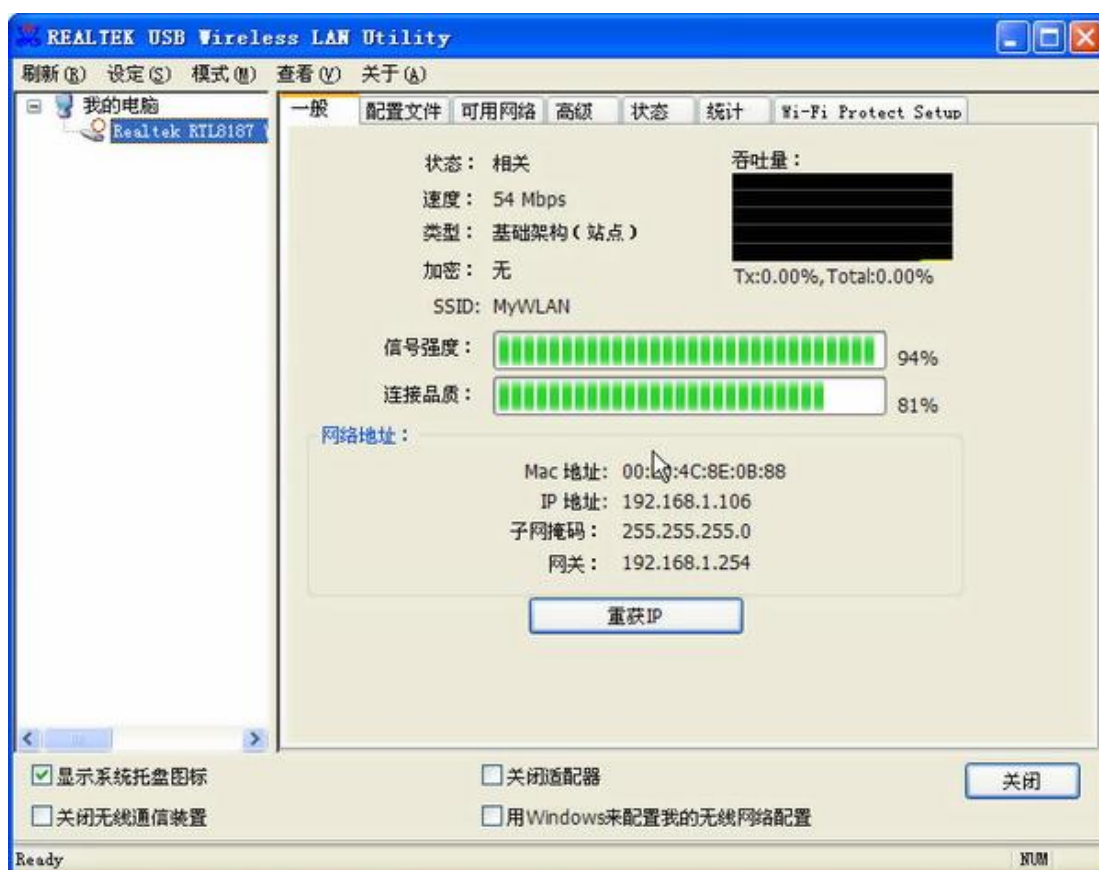 REALTEK USB Wireless LAN Utility
刷新(R) 设定(S) 模式(M) 查看(V) 关于(A)
我的电脑
Realtek RTL8187
一般 配置文件 可用网络 高级 状态 统计 Wi-Fi Protect Setup
状态： 相关
速度： 54 Mbps
类型： 基础架构（站点）
加密： 无
SSID: MyWLAN
吞吐量：
Tx:0.00%,Total:0.00%
信号强度： 94%
连接品质： 81%
网络地址：
Mac 地址: 00: :4C:8E:0B:88
IP 地址: 192.168.1.106
子网掩码： 255.255.255.0
网关： 192.168.1.254
重获IP
显示系统托盘图标
关闭适配器
关闭
关闭无线通信装置
用Windows来配置我的无线网络配置
Ready NUM